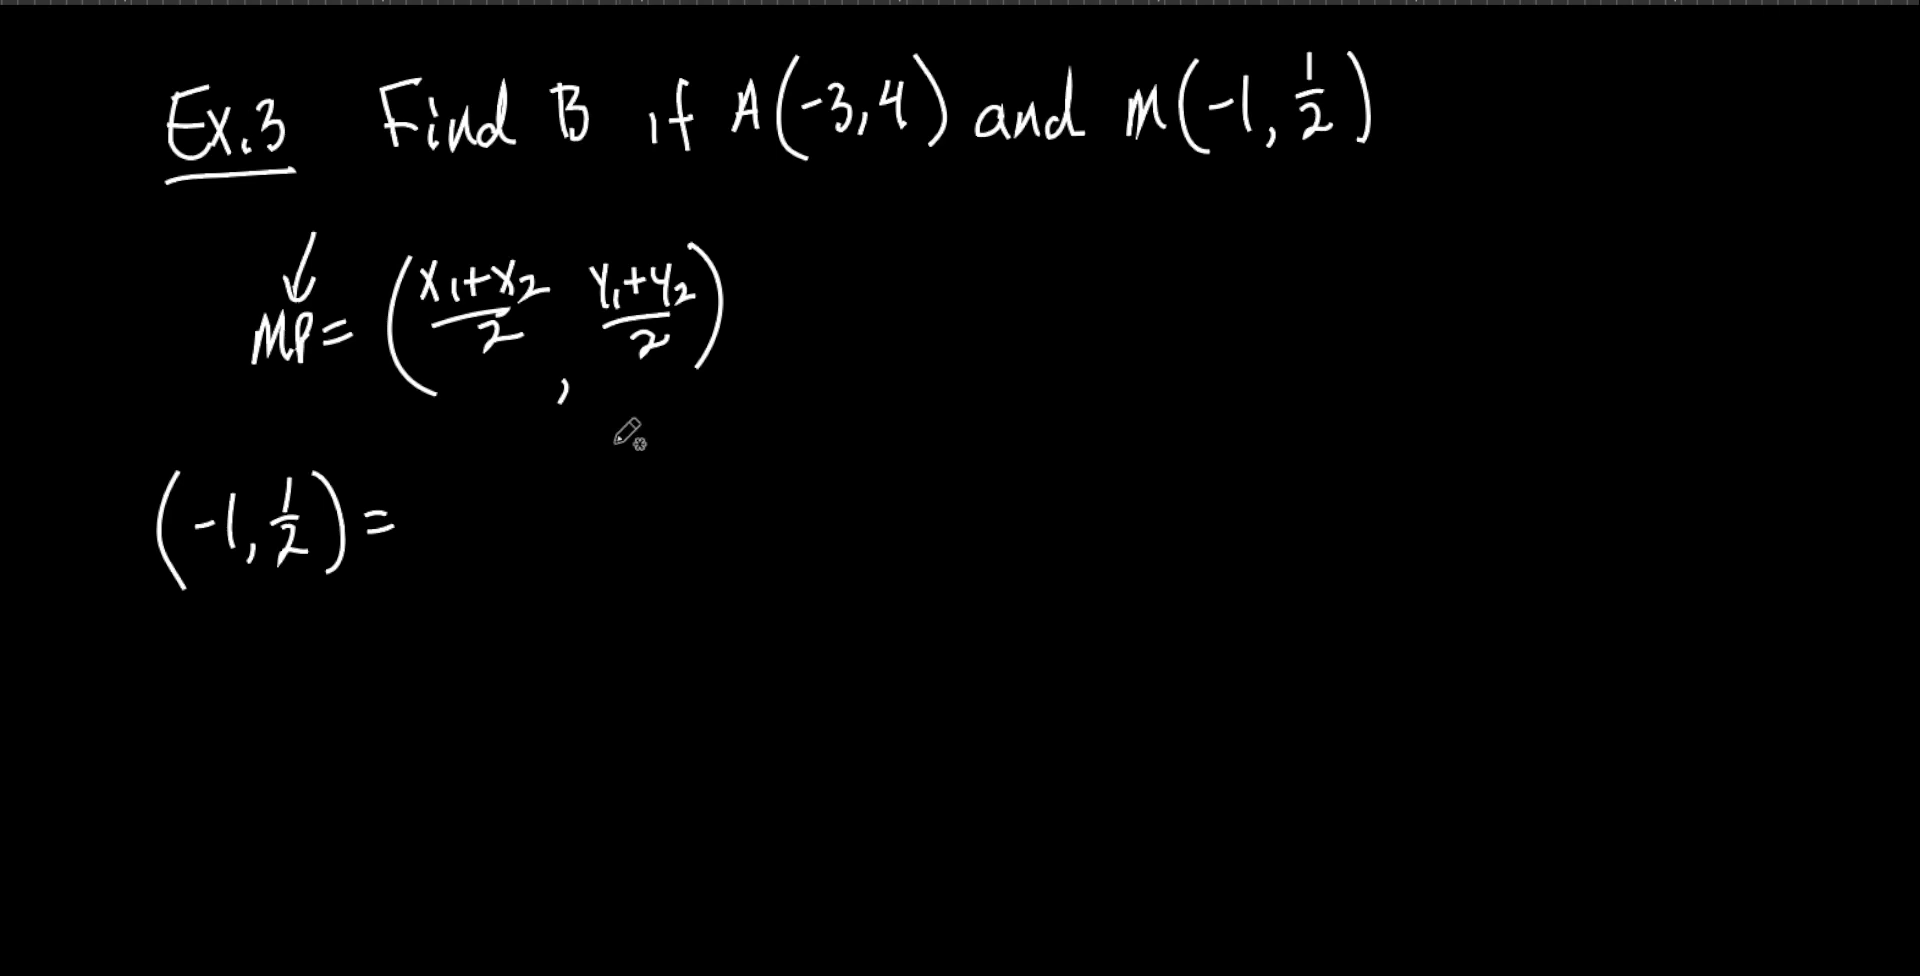 Ex.3 Find B if A(-3,4) and M(-1, 1/2)
MP = ((x₁+x₂)/2, (y₁+y₂)/2)
(-1, 1/2) =